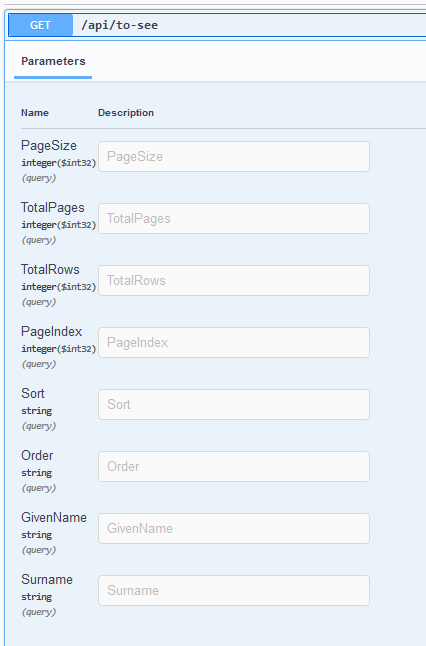 GET /api/to-see
Parameters
Name Description
PageSize
integer($int32)
(query)
PageSize
TotalPages
integer($int32)
(query)
TotalPages
TotalRows
integer($int32)
(query)
TotalRows
PageIndex
integer($int32)
(query)
PageIndex
Sort
string
(query)
Sort
Order
string
(query)
Order
GivenName
string
(query)
GivenName
Surname
string
(query)
Surname